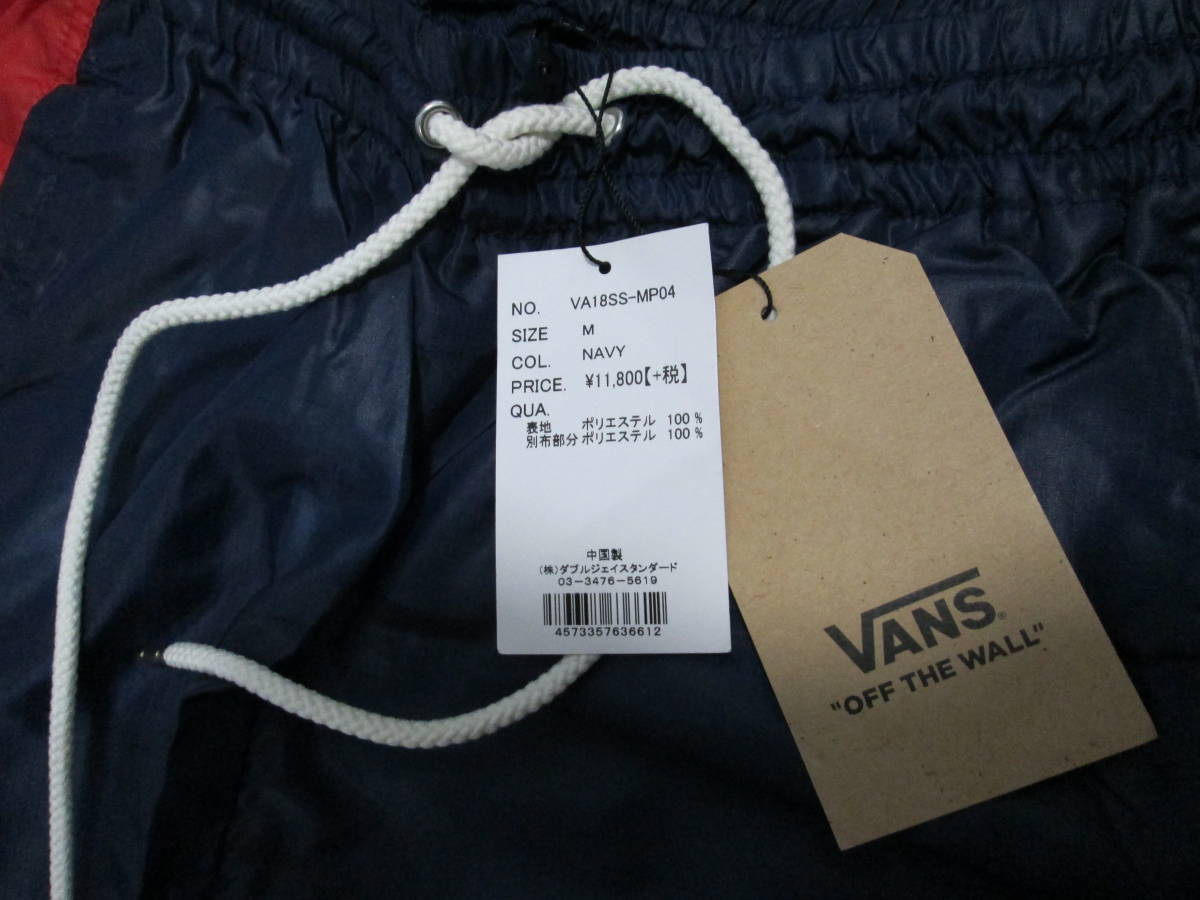 NO. VA18SS-MP04
SIZE M
COL. NAVY
PRICE. ¥11,800【+税】
QUA.
表地 ポリエステル 100 %
別布部分 ポリエステル 100 %
中国製
(株)ダブルジェイスタンダード
03-3476-5619
4573357636612
VANS®
"OFF THE WALL"